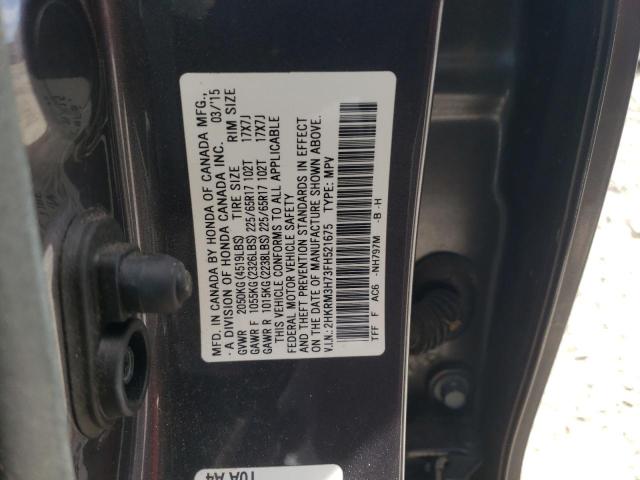 MFD. IN CANADA BY HONDA OF CANADA MFG.,
A DIVISION OF HONDA CANADA INC. 03/'15
GVWR 2050KG(4519LBS) TIRE SIZE RIM SIZE
GAWR F 1055KG(2326LBS) 225/65R17 102T 17X7J
GAWR R 1015KG(2238LBS) 225/65R17 102T 17X7J
THIS VEHICLE CONFORMS TO ALL APPLICABLE
FEDERAL MOTOR VEHICLE SAFETY
AND THEFT PREVENTION STANDARDS IN EFFECT
ON THE DATE OF MANUFACTURE SHOWN ABOVE.
V.I.N.: 2HKRM3H73FH521675 TYPE: MPV
TFF F AC6 -NH797M -B-H